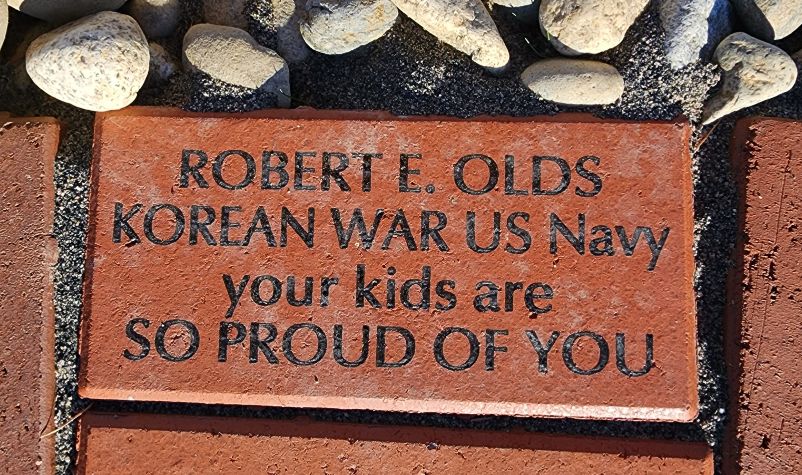 ROBERT E. OLDS
KOREAN WAR US Navy
your kids are
SO PROUD OF YOU